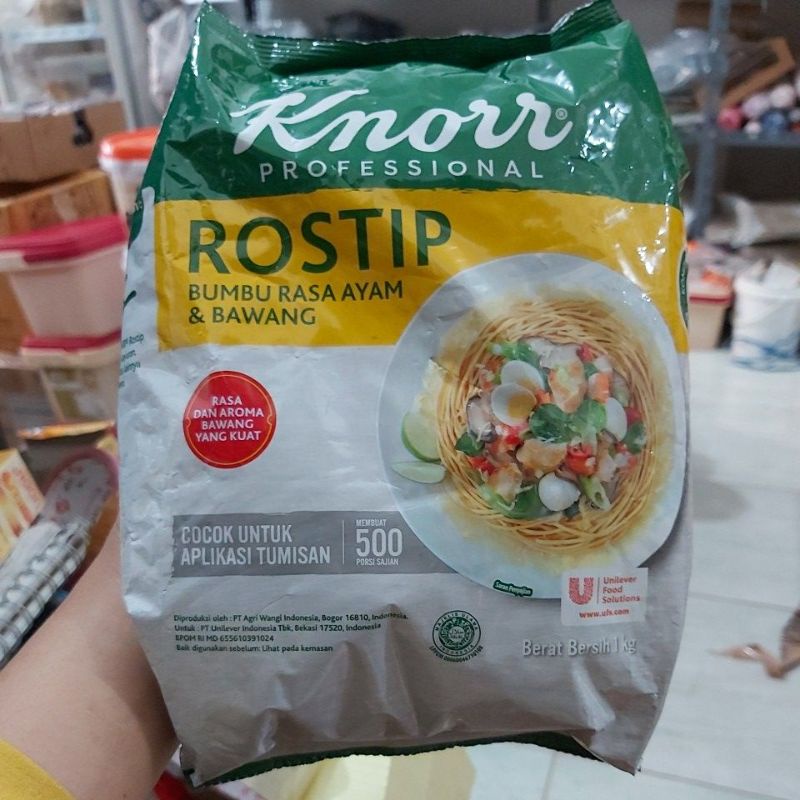 Knorr®
PROFESSIONAL
ROSTIP
BUMBU RASA AYAM
& BAWANG
RASA
DAN AROMA
BAWANG
YANG KUAT
COCOK UNTUK
APLIKASI TUMISAN
MEMBUAT
500
PORSI SAJIAN
Saran Penyajian
Unilever
Food
Solutions
www.ufs.com
Diproduksi oleh : PT Agri Wangi Indonesia, Bogor 16810, Indonesia.
Untuk : PT Unilever Indonesia Tbk, Bekasi 17520, Indonesia
BPOM RI MD 655610391024
Baik digunakan sebelum: Lihat pada kemasan
Berat Bersih 1 kg